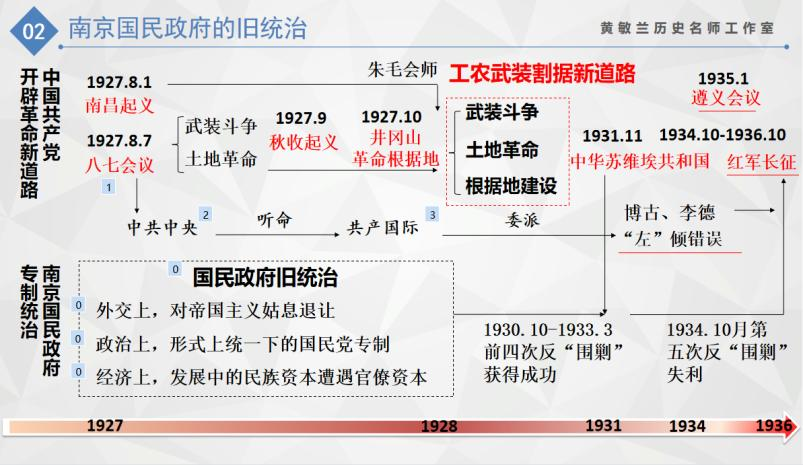 02
南京国民政府的旧统治
黄敏兰历史名师工作室
中国共产党
开辟革命新道路
1927.8.1
南昌起义
朱毛会师
工农武装割据新道路
1935.1
遵义会议
1927.8.7
八七会议
武装斗争
土地革命
1927.9
秋收起义
1927.10
井冈山
革命根据地
武装斗争
土地革命
根据地建设
1931.11
中华苏维埃共和国
1934.10-1936.10
红军长征
1
中共中央
2
听命
共产国际
3
委派
博古、李德
“左”倾错误
南京国民政府
专制统治
0
国民政府旧统治
0
外交上，对帝国主义姑息退让
0
政治上，形式上统一下的国民党专制
0
经济上，发展中的民族资本遭遇官僚资本
1930.10-1933.3
前四次反“围剿”
获得成功
1934.10月第
五次反“围剿”
失利
1927
1928
1931
1934
1936